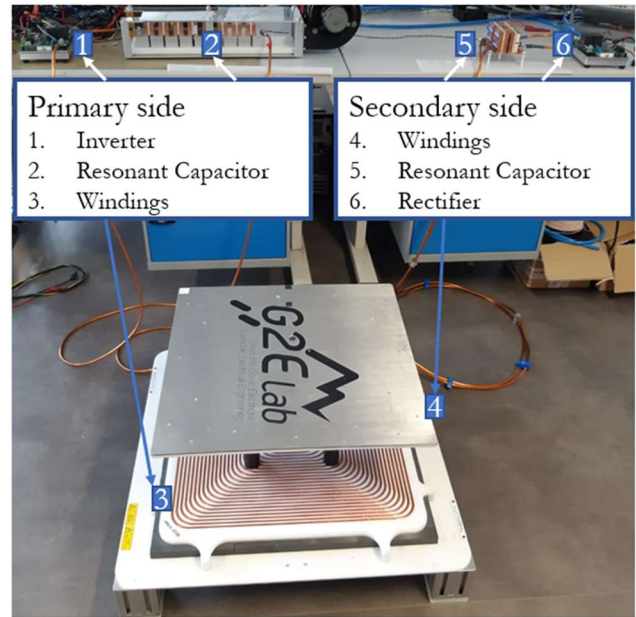 1
2
5
6
Primary side
1. Inverter
2. Resonant Capacitor
3. Windings
Secondary side
4. Windings
5. Resonant Capacitor
6. Rectifier
G2E Lab
4
3